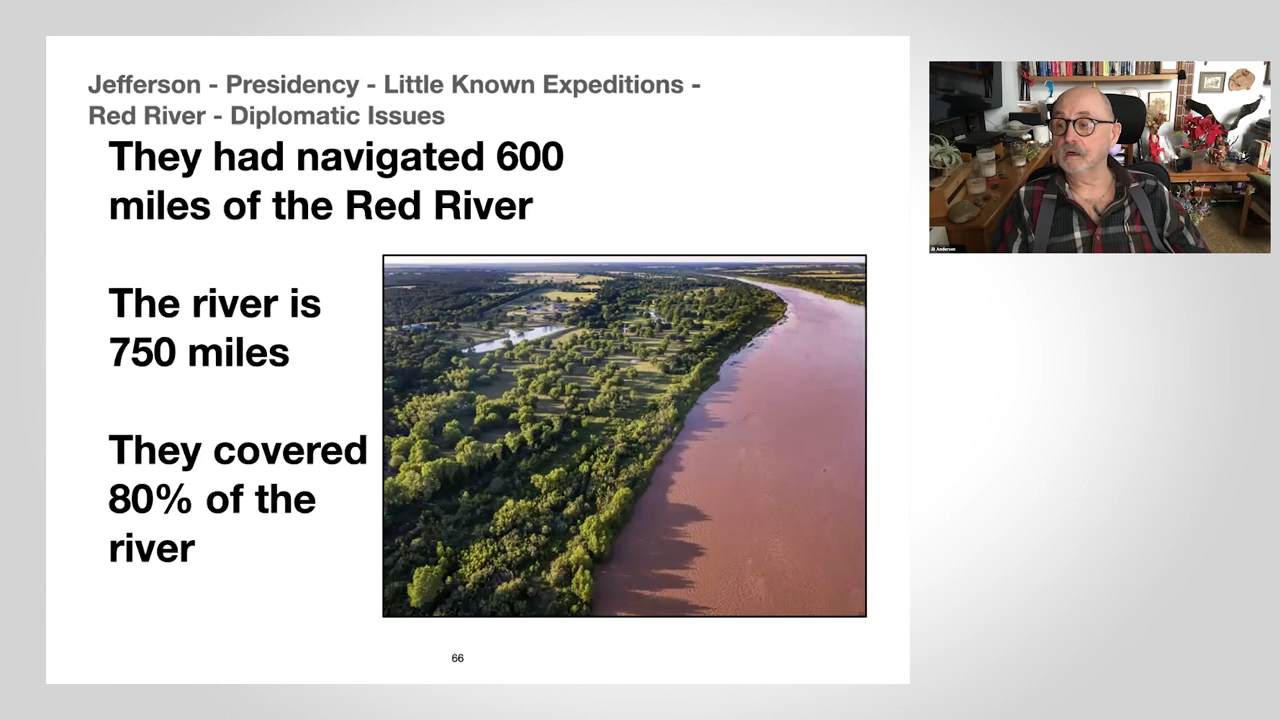 Jefferson - Presidency - Little Known Expeditions -
Red River - Diplomatic Issues
They had navigated 600
miles of the Red River
The river is
750 miles
They covered
80% of the
river
66
Andersen